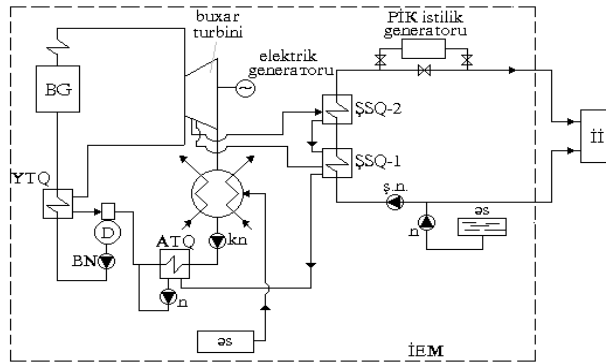 buxar
turbini
PİK istilik
generatoru
elektrik
generatoru
BG
ŞSQ-2
İİ
ŞSQ-1
YTQ
ş.n.
əs
n
D
kn
ATQ
BN
n
əs
İEM